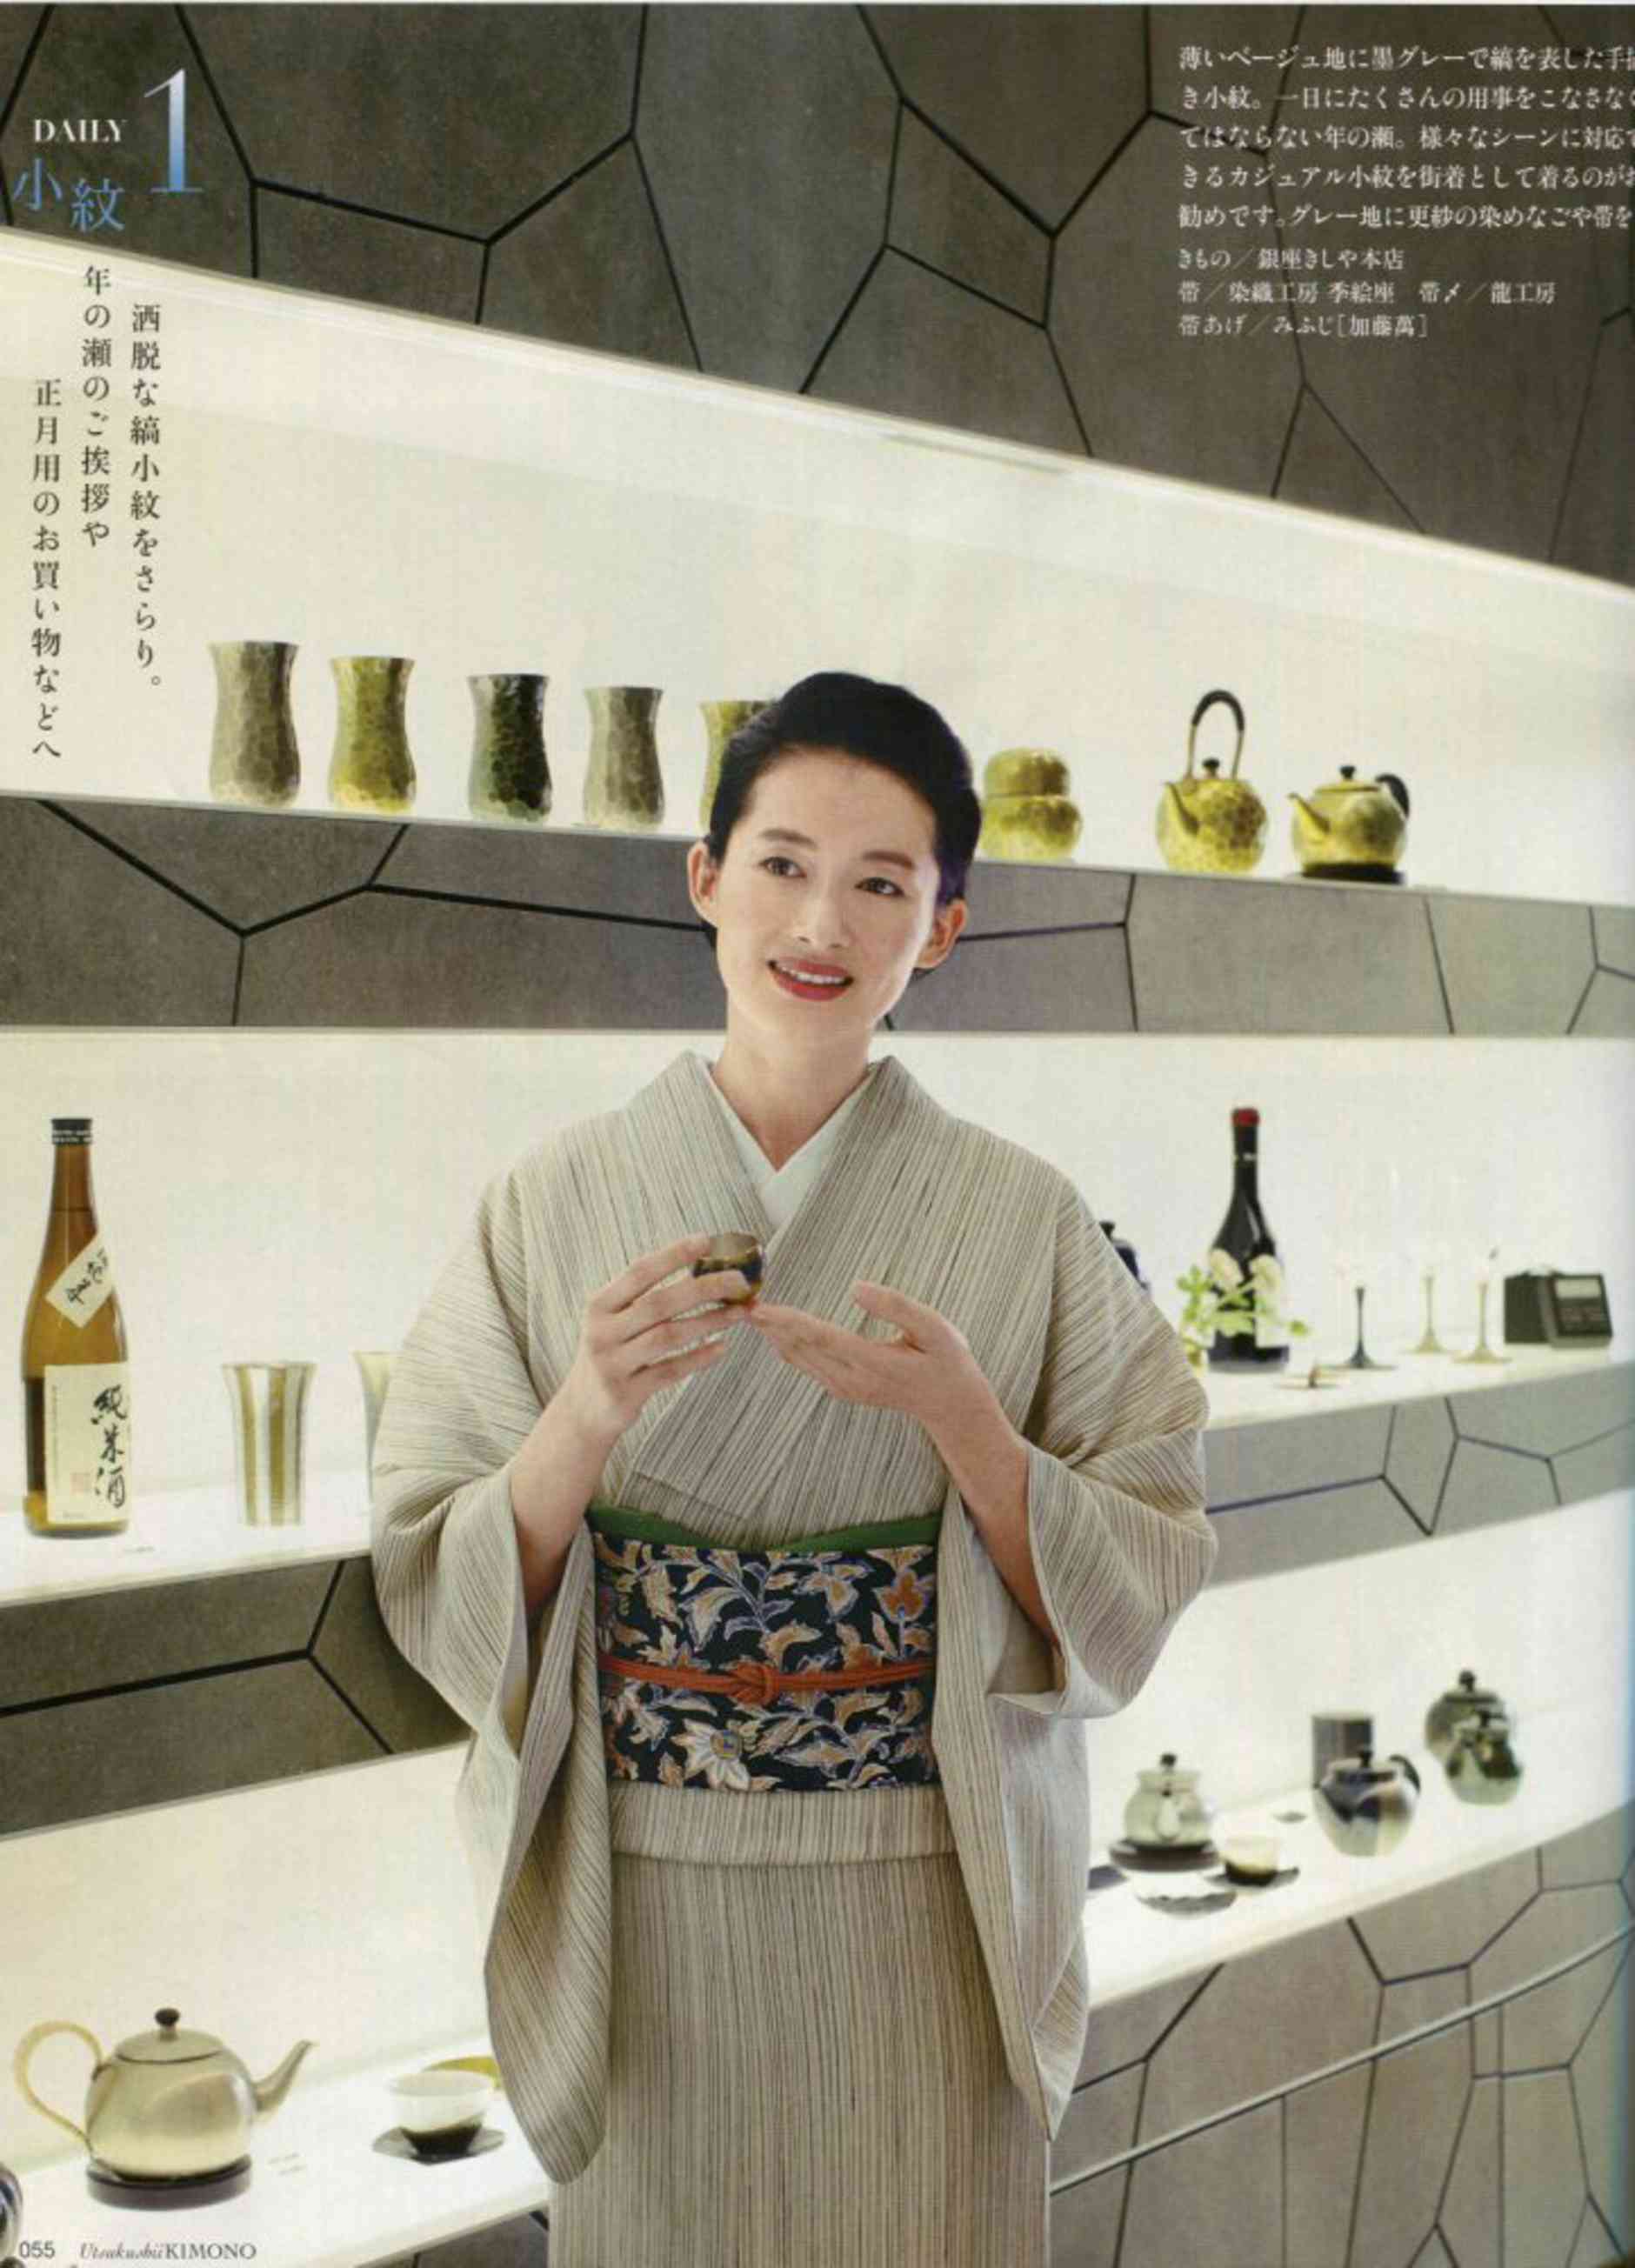 DAILY 1
小紋
洒脱な縞小紋をさらり。
年の瀬のご挨拶や
正月用のお買い物などへ
薄いベージュ地に墨グレーで縞を表した手描
き小紋。一日にたくさんの用事をこなさなく
てはならない年の瀬。様々なシーンに対応で
きるカジュアル小紋を街着として着るのがお
勧めです。グレー地に更紗の染めなごや帯を
きもの／銀座きしや本店
帯／染織工房 季絵座　帯〆／龍工房
帯あげ／みふじ[加藤萬]
純米酒
055 Utsukushii KIMONO